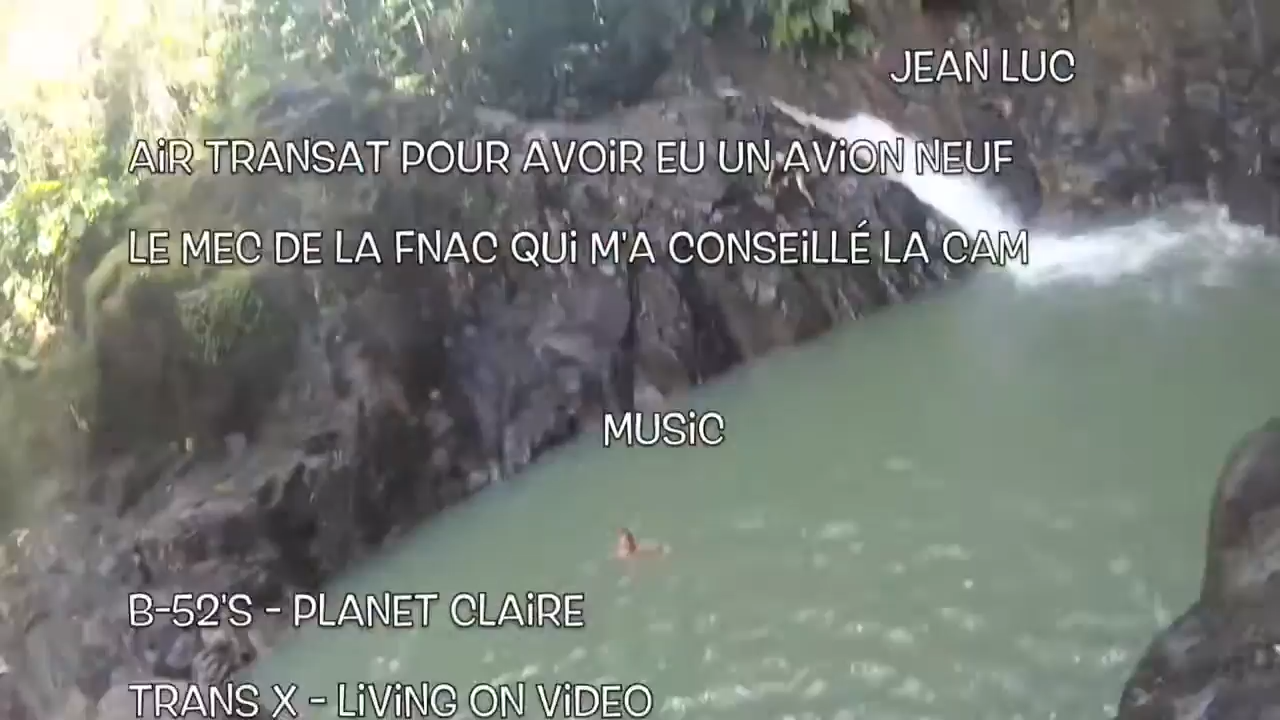 JEAN LUC
AiR TRANSAT POUR AVOiR EU UN AViON NEUF
LE MEC DE LA FNAC QUi M'A CONSEiLLÉ LA CAM
MUSiC
B-52'S - PLANET CLAiRE
TRANS X - LiViNG ON ViDEO